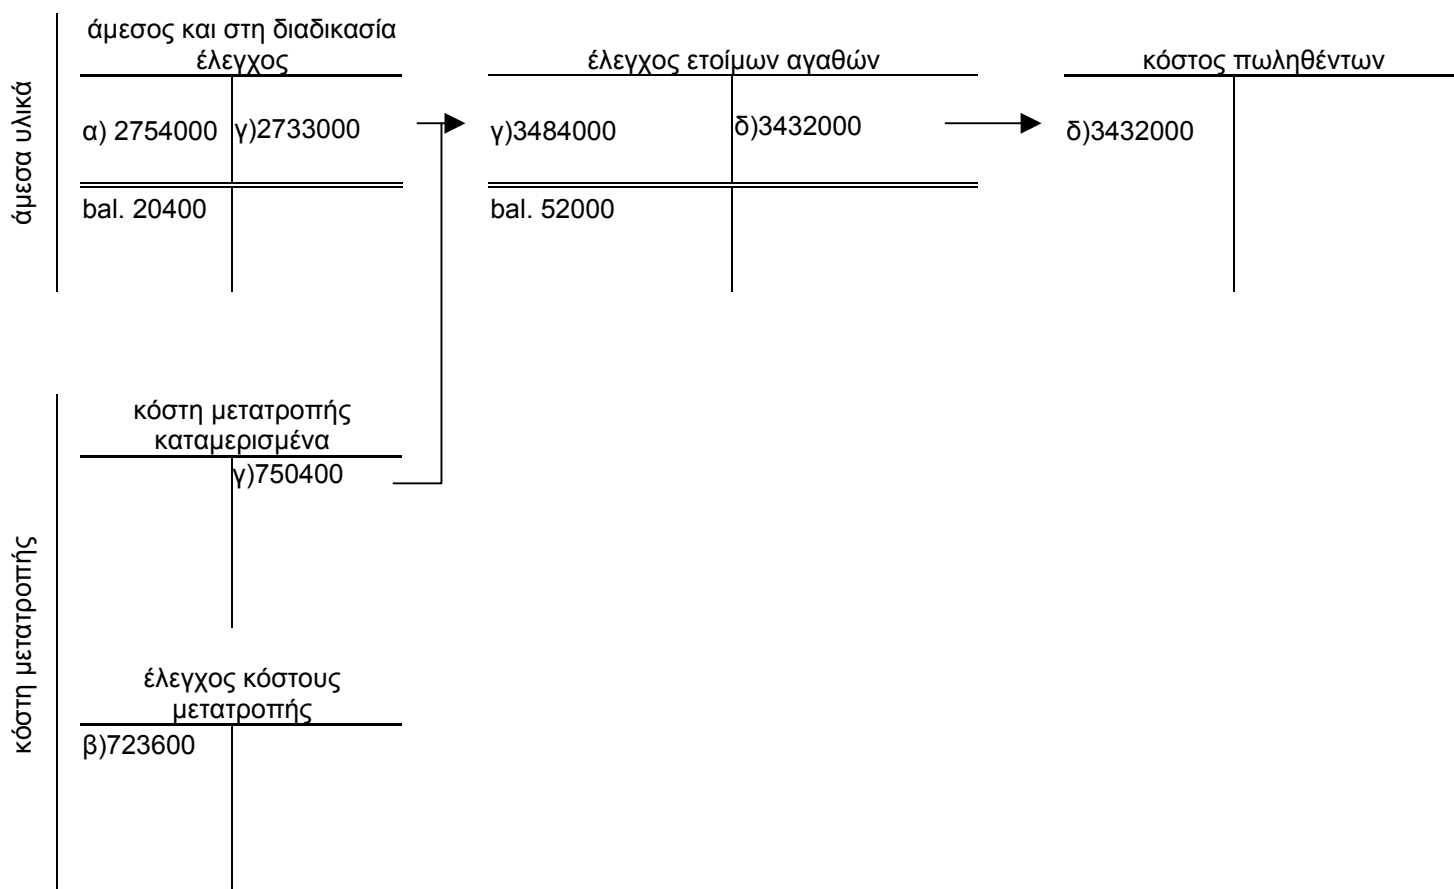 άμεσα υλικά
άμεσος και στη διαδικασία
έλεγχος
α) 2754000 γ)2733000
bal. 20400
έλεγχος ετοίμων αγαθών
γ)3484000 δ)3432000
bal. 52000
κόστος πωληθέντων
δ)3432000
κόστη μετατροπής
κόστη μετατροπής
καταμερισμένα
γ)750400
έλεγχος κόστους
μετατροπής
β)723600